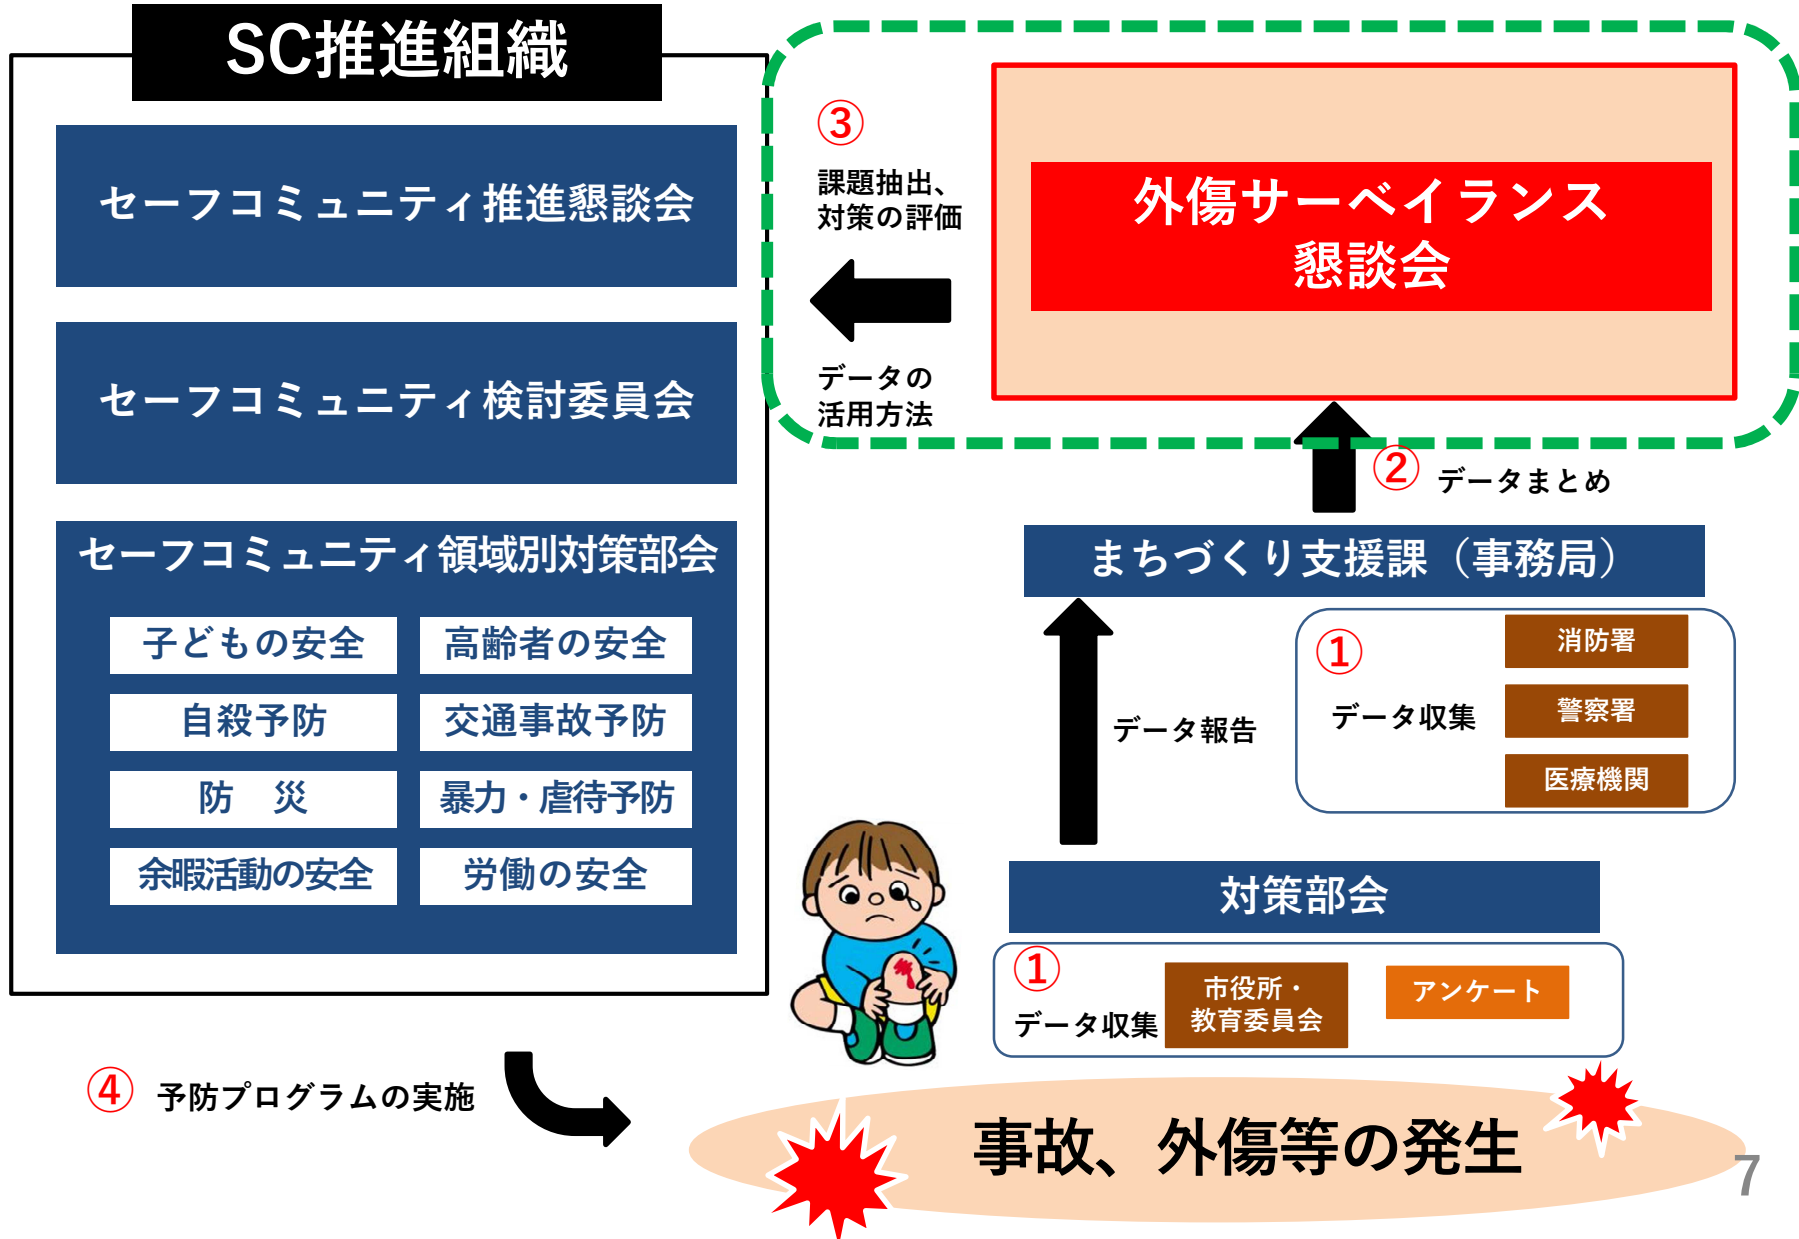 SC推進組織
セーフコミュニティ推進懇談会
セーフコミュニティ検討委員会
セーフコミュニティ領域別対策部会
子どもの安全
高齢者の安全
自殺予防
交通事故予防
防　災
暴力・虐待予防
余暇活動の安全
労働の安全
③
課題抽出、
対策の評価
データの
活用方法
外傷サーベイランス
懇談会
②
データまとめ
まちづくり支援課（事務局）
データ報告
①
データ収集
消防署
警察署
医療機関
対策部会
①
データ収集
市役所・
教育委員会
アンケート
④
予防プログラムの実施
事故、外傷等の発生
7